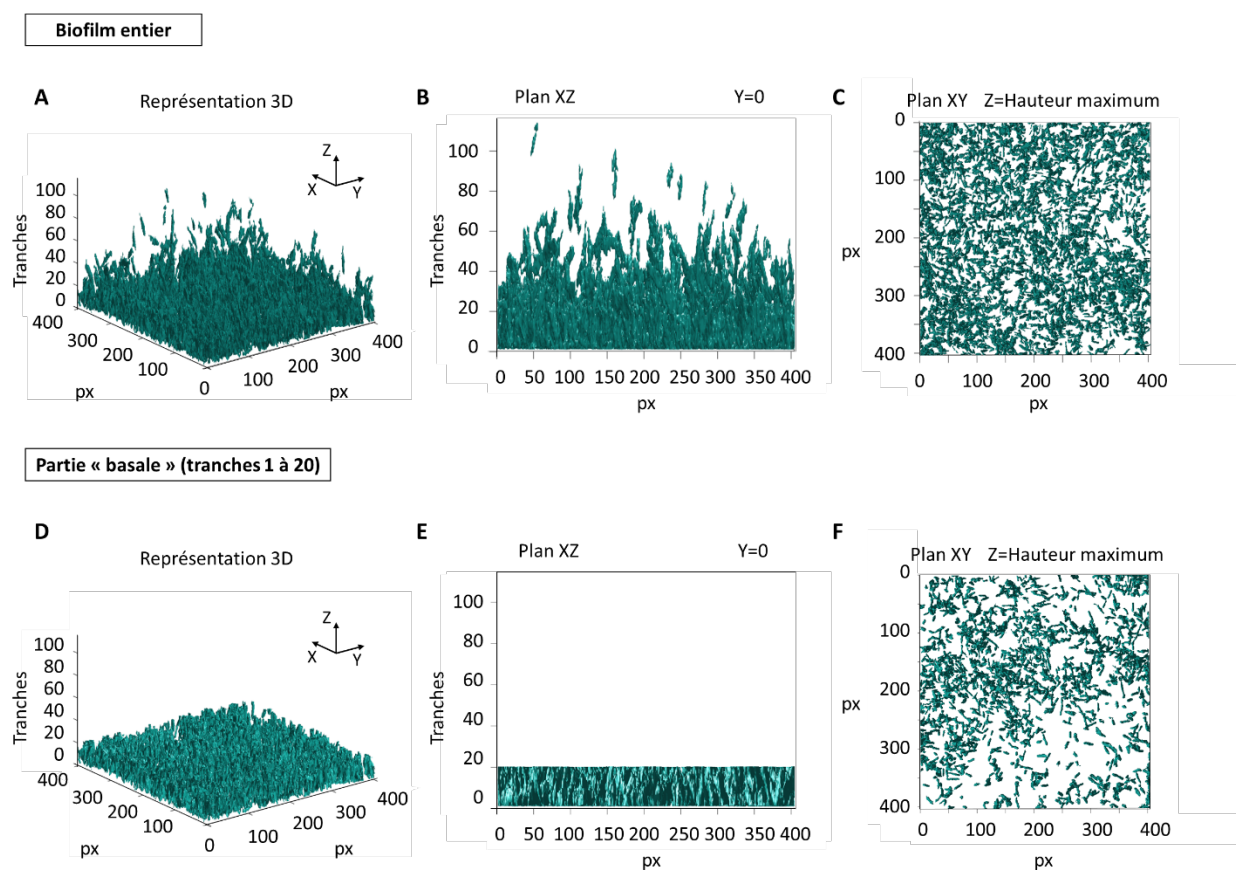 Biofilm entier
A
Représentation 3D
Z
X
Y
Tranches
100
80
60
40
20
0
400
300
200
100
0
100
200
300
400
px
px
B
Plan XZ
Y=0
Tranches
100
80
60
40
20
0
0 50 100 150 200 250 300 350 400
px
C
Plan XY Z=Hauteur maximum
0
100
200
300
400
px
0 100 200 300 400
px
Partie « basale » (tranches 1 à 20)
D
Représentation 3D
Z
X
Y
Tranches
100
80
60
40
20
0
400
300
200
100
0
100
200
300
400
px
px
E
Plan XZ
Y=0
Tranches
100
80
60
40
20
0
0 50 100 150 200 250 300 350 400
px
F
Plan XY Z=Hauteur maximum
0
100
200
300
400
px
0 100 200 300 400
px